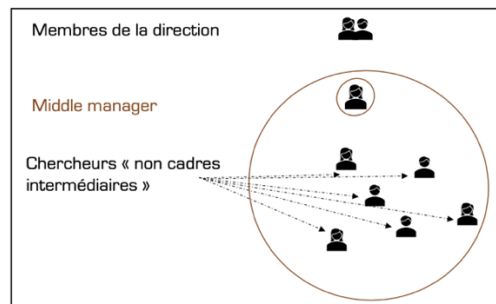 Membres de la direction
Middle manager
Chercheurs « non cadres
intermédiaires »